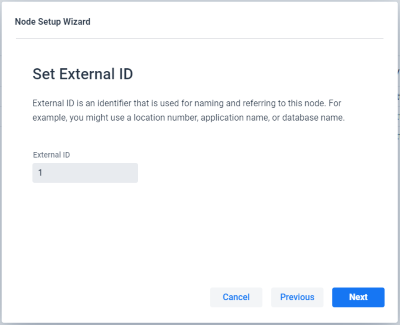 Node Setup Wizard
Set External ID
External ID is an identifier that is used for naming and referring to this node. For
example, you might use a location number, application name, or database name.
External ID
1
Cancel Previous Next